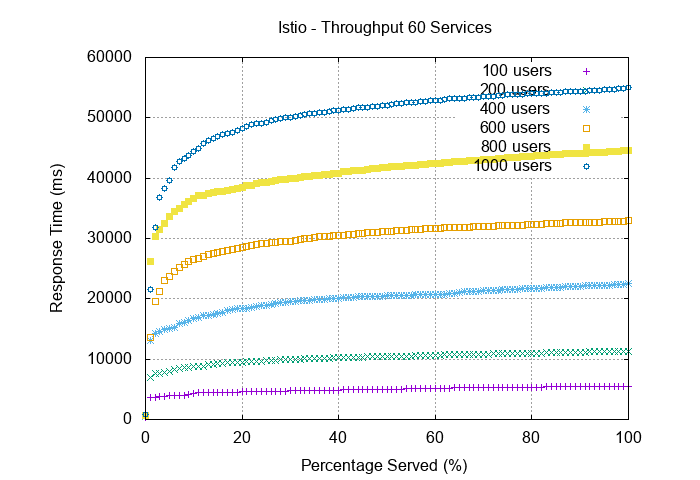 Istio - Throughput 60 Services
60000
50000
40000
30000
20000
10000
0
Response Time (ms)
100 users
200 users
400 users
600 users
800 users
1000 users
0 20 40 60 80 100
Percentage Served (%)